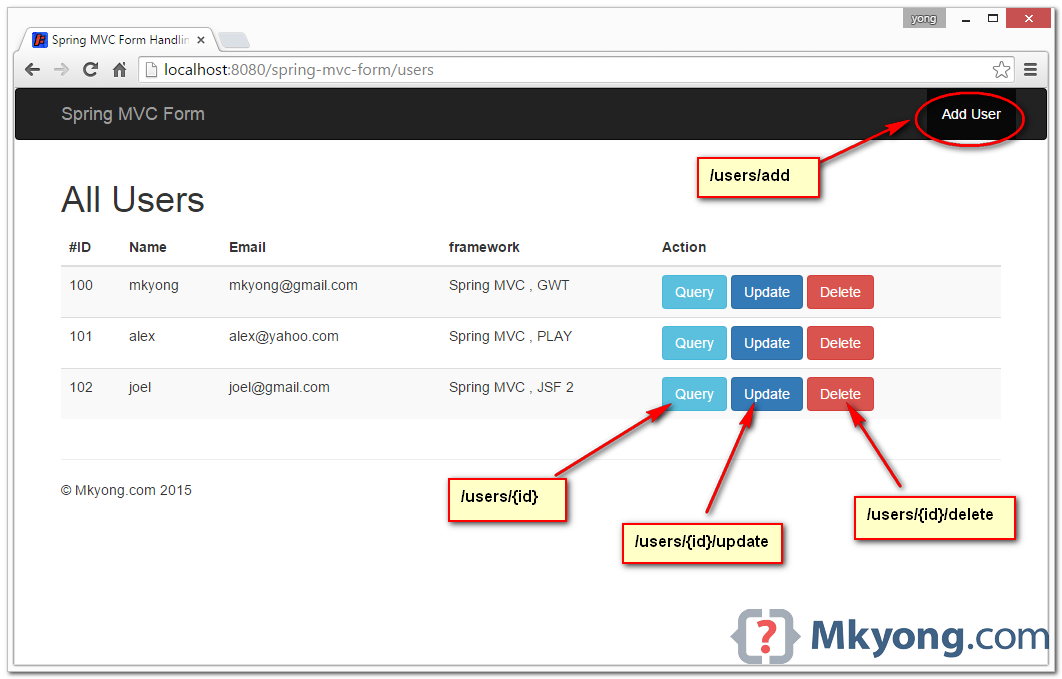 yong
Spring MVC Form Handlin
localhost:8080/spring-mvc-form/users
Spring MVC Form
Add User
/users/add
All Users
#ID Name Email framework Action
100 mkyong mkyong@gmail.com Spring MVC , GWT Query Update Delete
101 alex alex@yahoo.com Spring MVC , PLAY Query Update Delete
102 joel joel@gmail.com Spring MVC , JSF 2 Query Update Delete
© Mkyong.com 2015
/users/{id}
/users/{id}/update
/users/{id}/delete
{?} Mkyong.com